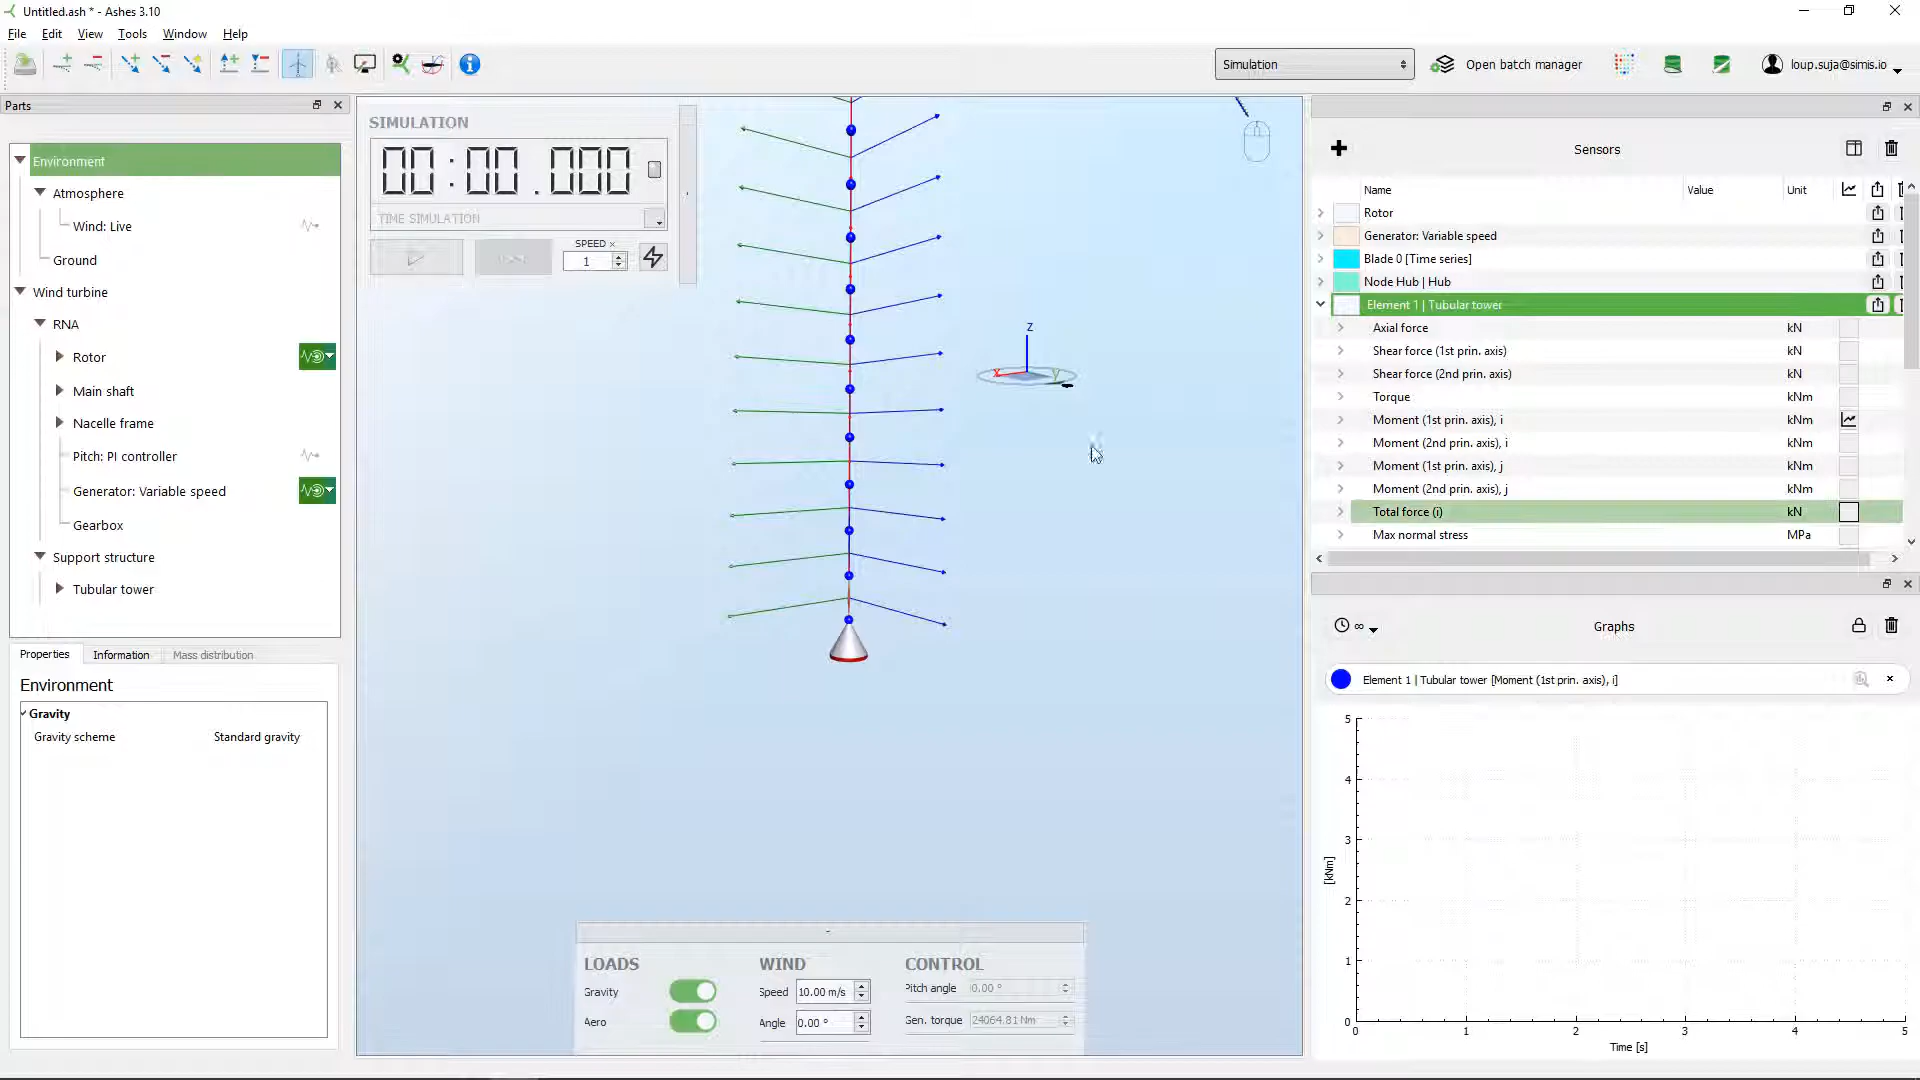 Untitled.ash * - Ashes 3.10
File Edit View Tools Window Help
Simulation
Open batch manager
loup.suja@simis.io
Parts
Environment
Atmosphere
Wind: Live
Ground
Wind turbine
RNA
Rotor
Main shaft
Nacelle frame
Pitch: PI controller
Generator: Variable speed
Gearbox
Support structure
Tubular tower
Properties Information Mass distribution
Environment
Gravity
Gravity scheme Standard gravity
SIMULATION
00:00.000
TIME SIMULATION
SPEED ×
1
Z
X
Y
LOADS WIND CONTROL
Gravity Speed 10.00 m/s Pitch angle 0.00 °
Aero Angle 0.00 ° Gen. torque 24064.81 Nm
Sensors
Name Value Unit
Rotor
Generator: Variable speed
Blade 0 [Time series]
Node Hub | Hub
Element 1 | Tubular tower
Axial force kN
Shear force (1st prin. axis) kN
Shear force (2nd prin. axis) kN
Torque kNm
Moment (1st prin. axis), i kNm
Moment (2nd prin. axis), i kNm
Moment (1st prin. axis), j kNm
Moment (2nd prin. axis), j kNm
Total force (i) kN
Max normal stress MPa
∞
Graphs
Element 1 | Tubular tower [Moment (1st prin. axis), i]
5
4
3
2
1
0
[kNm]
0 1 2 3 4 5
Time [s]